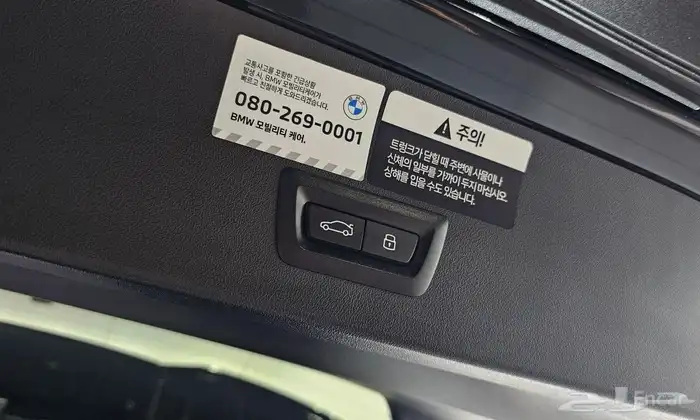 교통사고를 포함한 긴급상황
발생 시, BMW 모빌리티케어가
빠르고 친절하게 도와드리겠습니다.
080-269-0001
BMW 모빌리티 케어.
주의!
트렁크가 닫힐 때 주변에 사물이나
신체의 일부를 가까이 두지 마십시오.
상해를 입을 수도 있습니다.
Encar